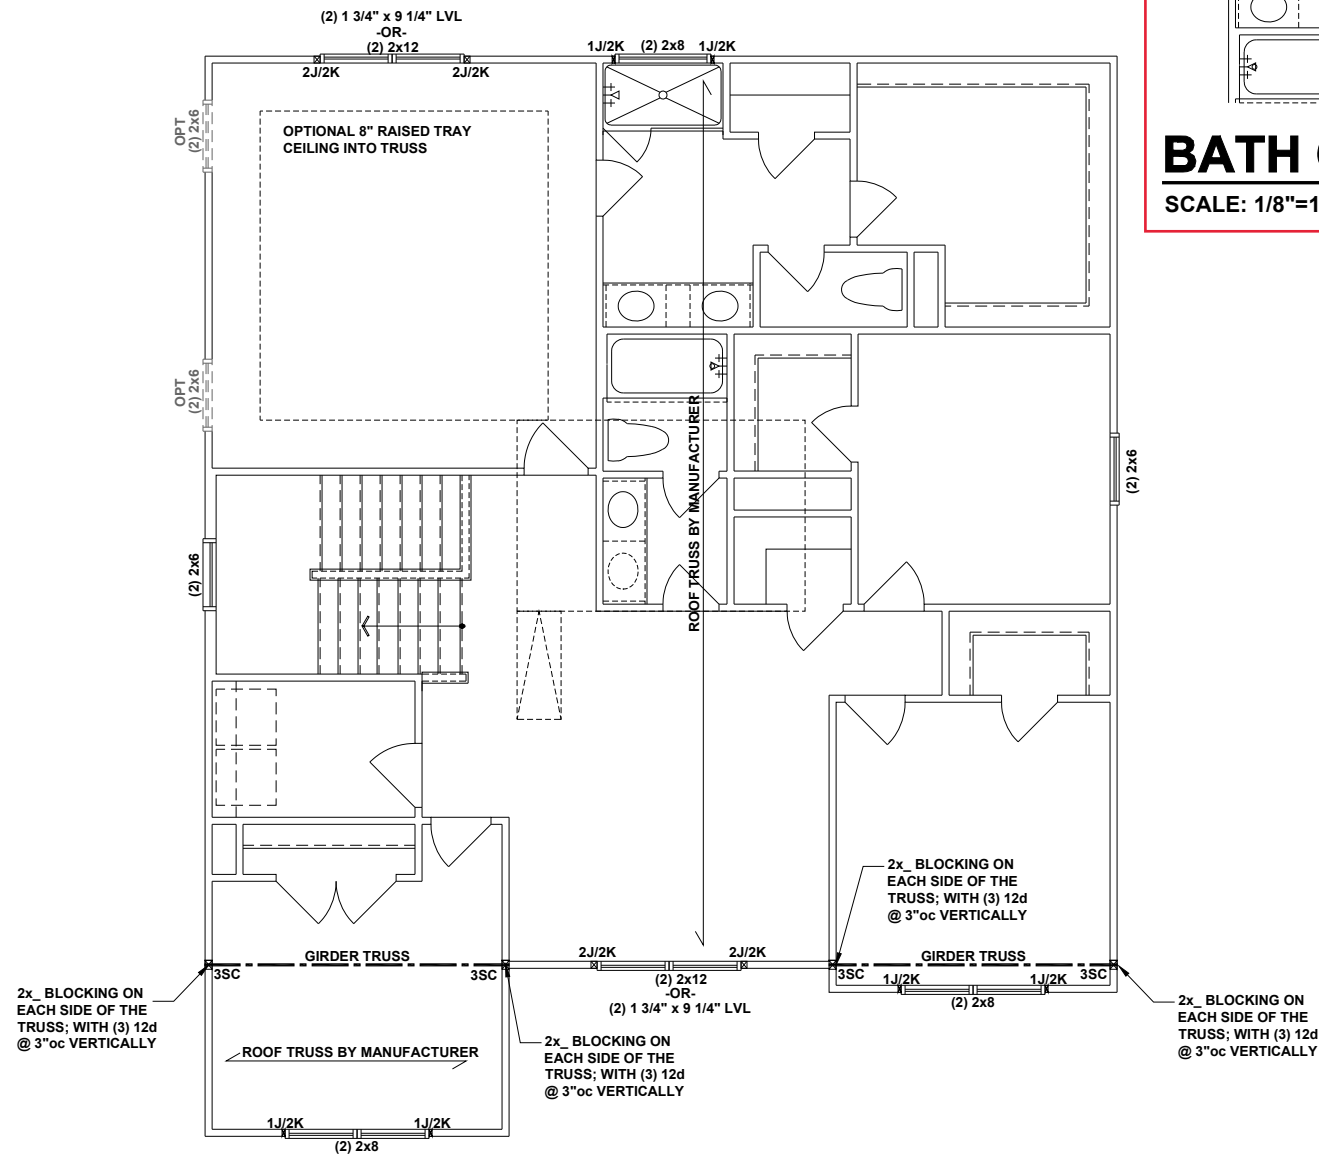 (2) 1 3/4" x 9 1/4" LVL
-OR-
(2) 2x12
2J/2K
2J/2K
1J/2K
(2) 2x8
1J/2K
BATH
SCALE: 1/8"=1
OPT
(2) 2x6
OPTIONAL 8" RAISED TRAY
CEILING INTO TRUSS
OPT
(2) 2x6
ROOF TRUSS BY MANUFACTURER
(2) 2x6
(2) 2x6
2x_ BLOCKING ON
EACH SIDE OF THE
TRUSS; WITH (3) 12d
@ 3"oc VERTICALLY
GIRDER TRUSS
3SC
3SC
2J/2K
2J/2K
(2) 2x12
-OR-
(2) 1 3/4" x 9 1/4" LVL
GIRDER TRUSS
3SC
3SC
1J/2K
1J/2K
(2) 2x8
2x_ BLOCKING ON
EACH SIDE OF THE
TRUSS; WITH (3) 12d
@ 3"oc VERTICALLY
2x_ BLOCKING ON
EACH SIDE OF THE
TRUSS; WITH (3) 12d
@ 3"oc VERTICALLY
2x_ BLOCKING ON
EACH SIDE OF THE
TRUSS; WITH (3) 12d
@ 3"oc VERTICALLY
ROOF TRUSS BY MANUFACTURER
1J/2K
1J/2K
(2) 2x8